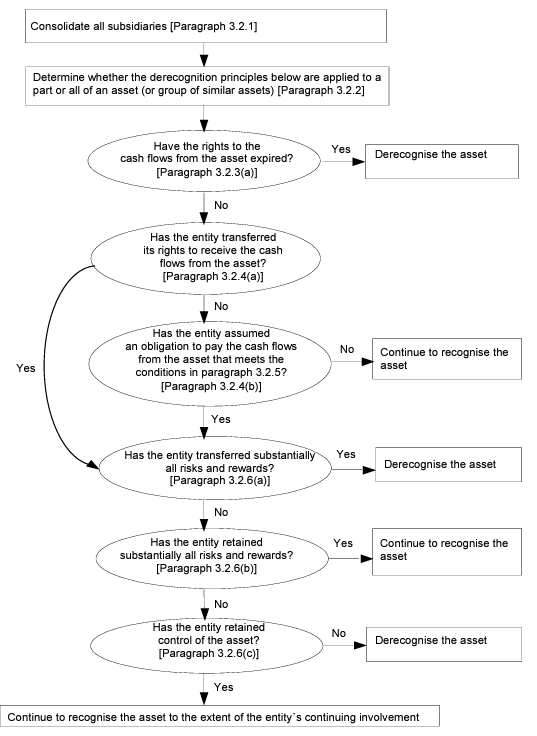 Consolidate all subsidiaries [Paragraph 3.2.1]
Determine whether the derecognition principles below are applied to a
part or all of an asset (or group of similar assets) [Paragraph 3.2.2]
Have the rights to the
cash flows from the asset expired?
[Paragraph 3.2.3(a)]
Yes
Derecognise the asset
No
Has the entity transferred
its rights to receive the cash
flows from the asset?
[Paragraph 3.2.4(a)]
Yes
No
Has the entity assumed
an obligation to pay the cash flows
from the asset that meets the
conditions in paragraph 3.2.5?
[Paragraph 3.2.4(b)]
No
Continue to recognise the
asset
Yes
Has the entity transferred substantially
all risks and rewards?
[Paragraph 3.2.6(a)]
Yes
Derecognise the asset
No
Has the entity retained
substantially all risks and rewards?
[Paragraph 3.2.6(b)]
Yes
Continue to recognise the
asset
No
Has the entity retained
control of the asset?
[Paragraph 3.2.6(c)]
No
Derecognise the asset
Yes
Continue to recognise the asset to the extent of the entity's continuing involvement